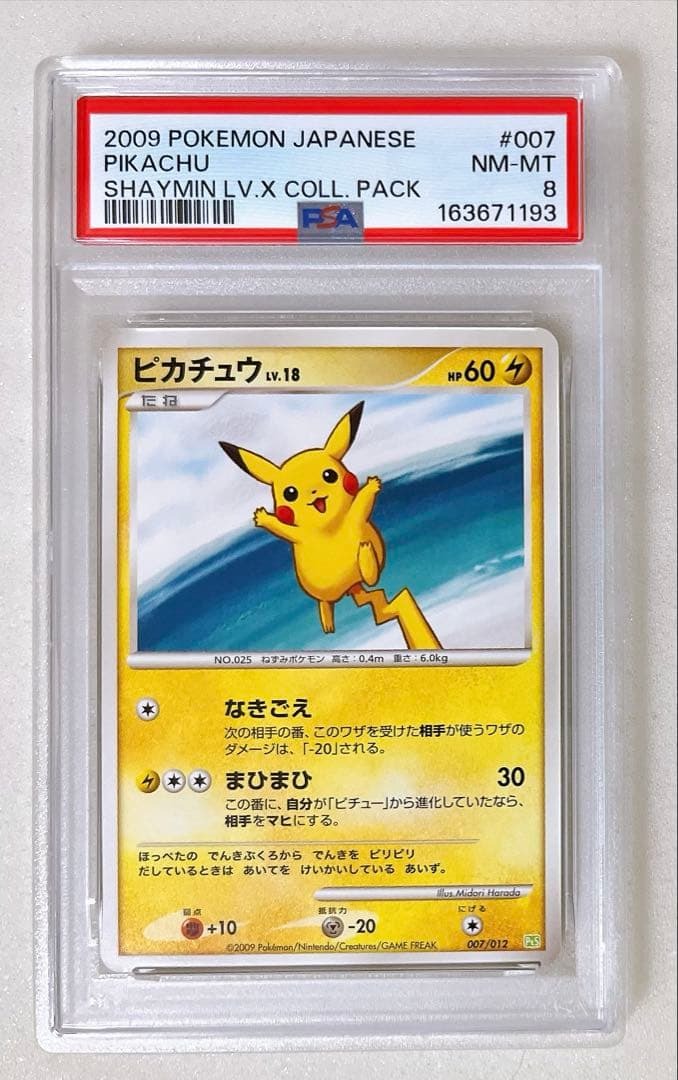 2009 POKEMON JAPANESE #007
PIKACHU NM-MT
SHAYMIN LV.X COLL. PACK 8
PSA 163671193
ピカチュウ LV.18 HP60
たね
NO.025 ねずみポケモン 高さ:0.4m 重さ:6.0kg
なきごえ
次の相手の番、このワザを受けた相手が使うワザの
ダメージは、「-20」される。
まひまひ 30
この番に、自分が「ピチュー」から進化していたなら、
相手をマヒにする。
ほっぺたの でんきぶくろから でんきを ビリビリ
だしているときは あいてを けいかいしている あいず。
Illus. Midori Harada
弱点 抵抗力 にげる
+10 -20
©2009 Pokémon/Nintendo/Creatures/GAME FREAK 007/012 PLS